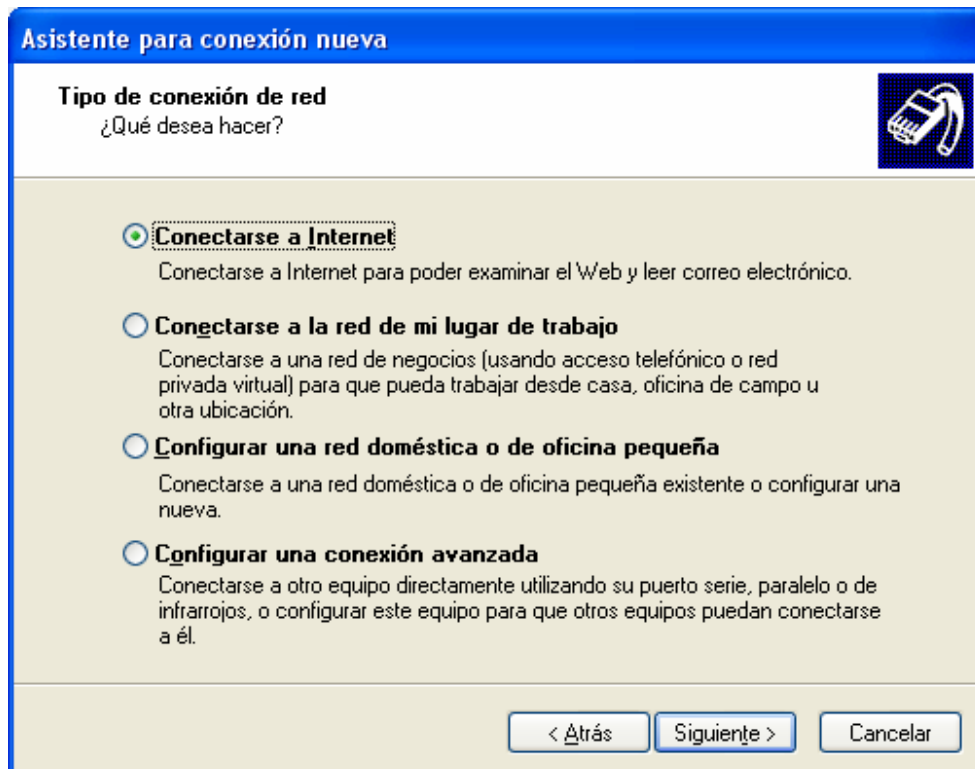 Asistente para conexión nueva
Tipo de conexión de red
¿Qué desea hacer?
Conectarse a Internet
Conectarse a Internet para poder examinar el Web y leer correo electrónico.
Conectarse a la red de mi lugar de trabajo
Conectarse a una red de negocios (usando acceso telefónico o red
privada virtual) para que pueda trabajar desde casa, oficina de campo u
otra ubicación.
Configurar una red doméstica o de oficina pequeña
Conectarse a una red doméstica o de oficina pequeña existente o configurar una
nueva.
Configurar una conexión avanzada
Conectarse a otro equipo directamente utilizando su puerto serie, paralelo o de
infrarrojos, o configurar este equipo para que otros equipos puedan conectarse
a él.
< Atrás Siguiente > Cancelar